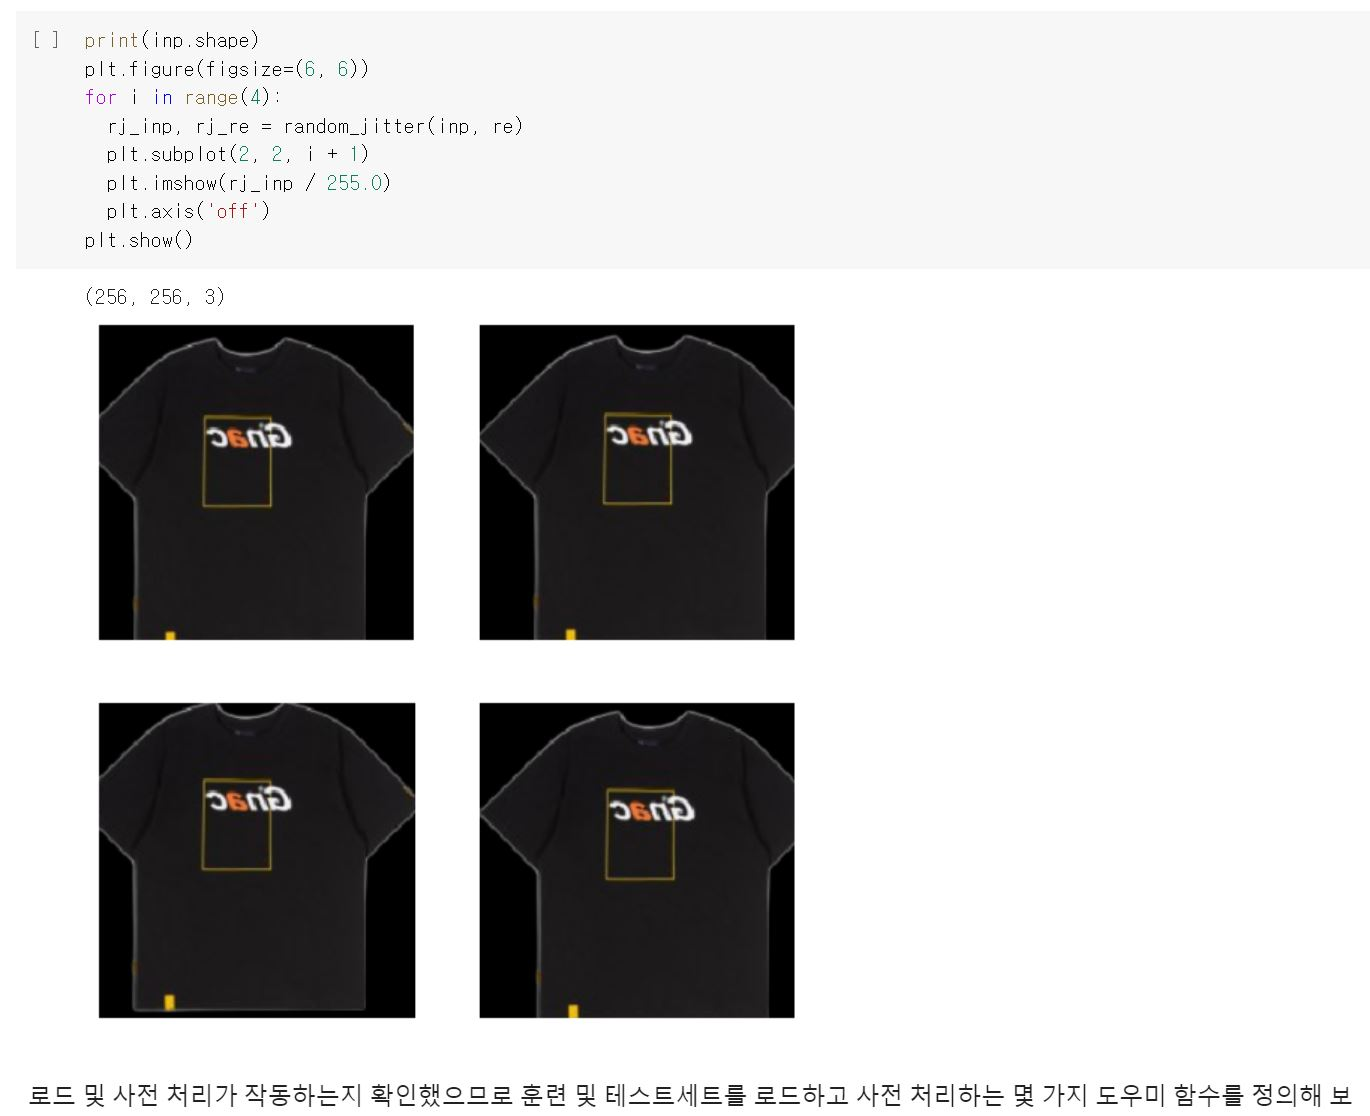 [ ] print(inp.shape)
plt.figure(figsize=(6, 6))
for i in range(4):
  rj_inp, rj_re = random_jitter(inp, re)
  plt.subplot(2, 2, i + 1)
  plt.imshow(rj_inp / 255.0)
  plt.axis('off')
plt.show()
(256, 256, 3)
Gnac
Gnac
Gnac
Gnac
로드 및 사전 처리가 작동하는지 확인했으므로 훈련 및 테스트세트를 로드하고 사전 처리하는 몇 가지 도우미 함수를 정의해 보